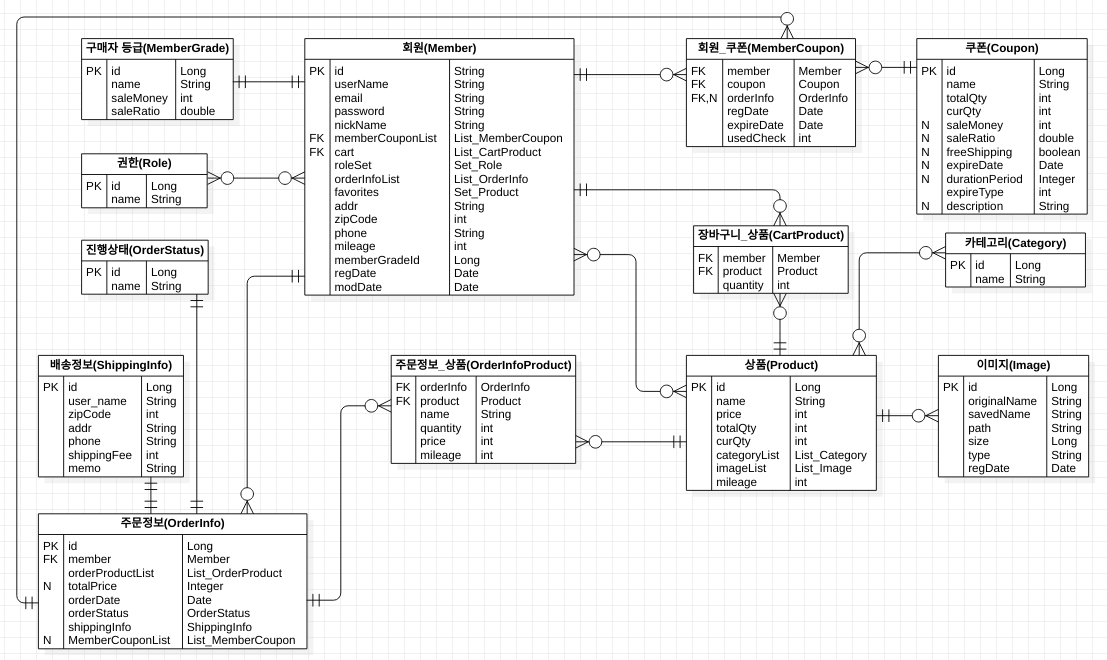 구매자 등급(MemberGrade)
PK id Long
name String
saleMoney int
saleRatio double
회원(Member)
PK id String
userName String
email String
password String
nickName String
FK memberCouponList List_MemberCoupon
FK cart List_CartProduct
roleSet Set_Role
orderInfoList List_OrderInfo
favorites Set_Product
addr String
zipCode int
phone String
mileage int
memberGradeId Long
regDate Date
modDate Date
회원_쿠폰(MemberCoupon)
FK member Member
FK coupon Coupon
FK,N orderInfo OrderInfo
regDate Date
expireDate Date
usedCheck int
쿠폰(Coupon)
PK id Long
name String
totalQty int
curQty int
N saleMoney int
N saleRatio double
N freeShipping boolean
N expireDate Date
N durationPeriod Integer
expireType int
N description String
권한(Role)
PK id Long
name String
진행상태(OrderStatus)
PK id Long
name String
장바구니_상품(CartProduct)
FK member Member
FK product Product
quantity int
카테고리(Category)
PK id Long
name String
배송정보(ShippingInfo)
PK id Long
user_name String
zipCode int
addr String
phone String
shippingFee int
memo String
주문정보_상품(OrderInfoProduct)
FK orderInfo OrderInfo
FK product Product
name String
quantity int
price int
mileage int
상품(Product)
PK id Long
name String
price int
totalQty int
curQty int
categoryList List_Category
imageList List_Image
mileage int
이미지(Image)
PK id Long
originalName String
savedName String
path String
size Long
type String
regDate Date
주문정보(OrderInfo)
PK id Long
FK member Member
orderProductList List_OrderProduct
N totalPrice Integer
orderDate Date
orderStatus OrderStatus
shippingInfo ShippingInfo
N MemberCouponList List_MemberCoupon